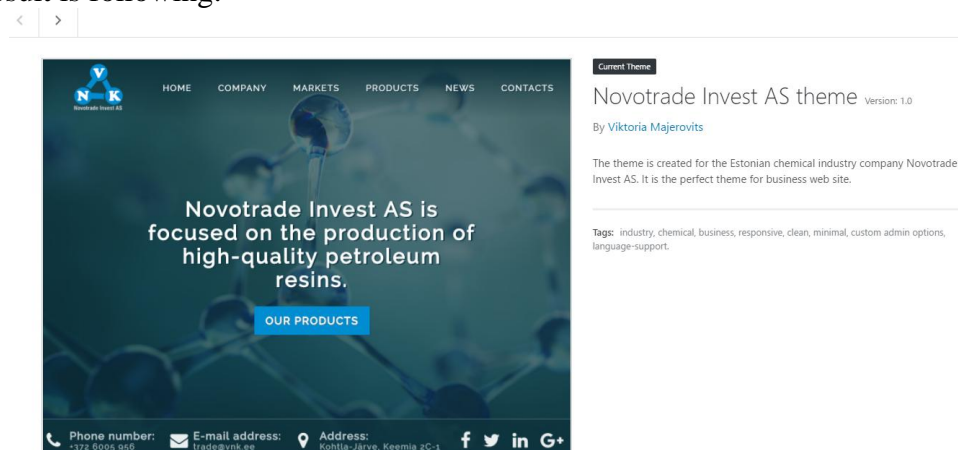 sult is following:
Current Theme
Novotrade Invest AS theme Version: 1.0
By Viktoria Majerovits
The theme is created for the Estonian chemical industry company Novotrade
Invest AS. It is the perfect theme for business web site.
Tags: industry, chemical, business, responsive, clean, minimal, custom admin options,
language-support.
V
N K
Novotrade Invest AS
HOME COMPANY MARKETS PRODUCTS NEWS CONTACTS
Novotrade Invest AS is
focused on the production of
high-quality petroleum
resins.
OUR PRODUCTS
Phone number: E-mail address: Address:
+372 6005 956 trade@vnk.ee Kohtla-Järve, Keemia 2C-1
f in G+